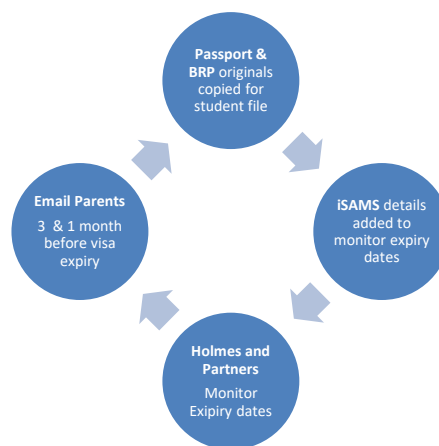 Passport &
BRP originals
copied for
student file
iSAMS details
added to
monitor expiry
dates
Holmes and
Partners
Monitor
Exipiry dates
Email Parents
3 & 1 month
before visa
expiry